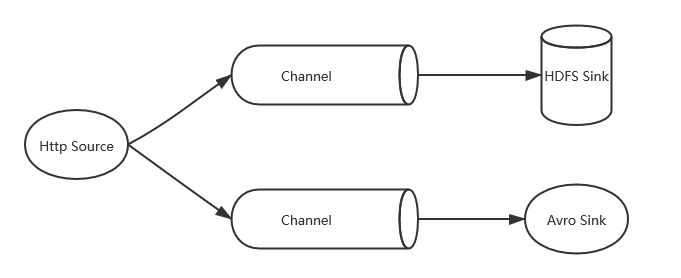 Http Source
Channel
HDFS Sink
Channel
Avro Sink